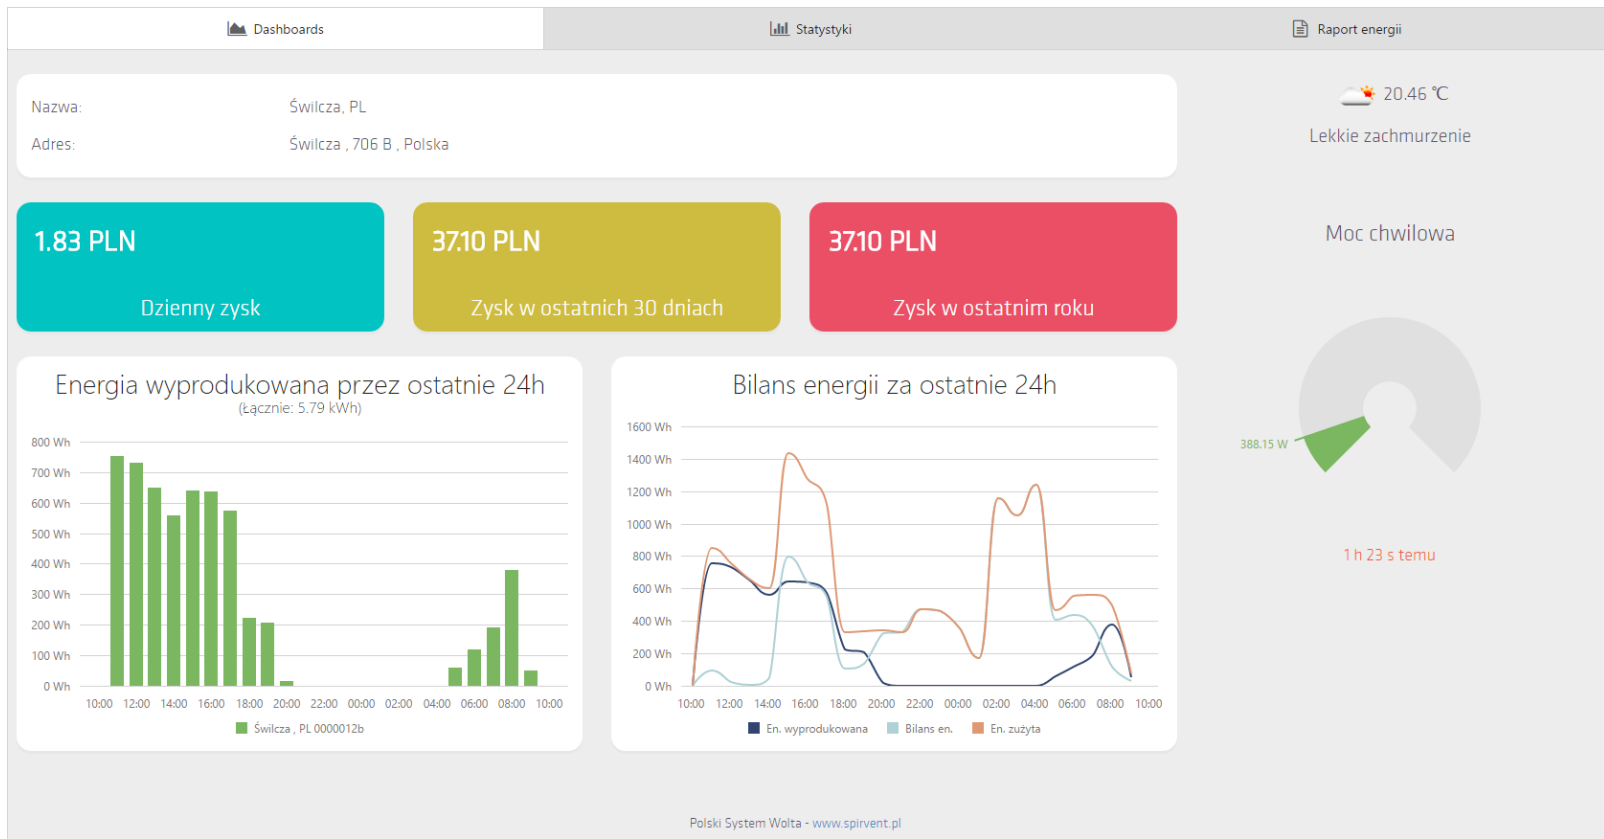 Dashboards
Statystyki
Raport energii
Nazwa: Świlcza, PL
Adres: Świlcza , 706 B , Polska
20.46 ℃
Lekkie zachmurzenie
1.83 PLN
Dzienny zysk
37.10 PLN
Zysk w ostatnich 30 dniach
37.10 PLN
Zysk w ostatnim roku
Moc chwilowa
388.15 W
1 h 23 s temu
Energia wyprodukowana przez ostatnie 24h
(Łącznie: 5.79 kWh)
800 Wh
700 Wh
600 Wh
500 Wh
400 Wh
300 Wh
200 Wh
100 Wh
0 Wh
10:00 12:00 14:00 16:00 18:00 20:00 22:00 00:00 02:00 04:00 06:00 08:00 10:00
Świlcza , PL 0000012b
Bilans energii za ostatnie 24h
1600 Wh
1400 Wh
1200 Wh
1000 Wh
800 Wh
600 Wh
400 Wh
200 Wh
0 Wh
10:00 12:00 14:00 16:00 18:00 20:00 22:00 00:00 02:00 04:00 06:00 08:00 10:00
En. wyprodukowana Bilans en. En. zużyta
Polski System Wolta - www.spirvent.pl